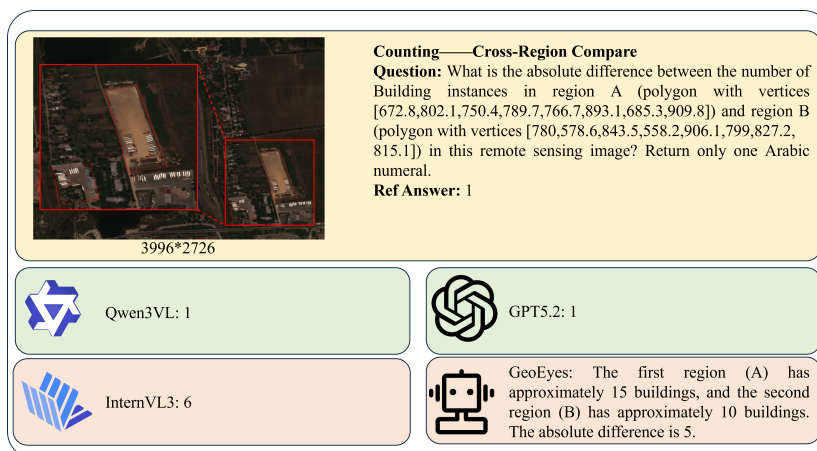 Counting——Cross-Region Compare
Question: What is the absolute difference between the number of
Building instances in region A (polygon with vertices
[672.8,802.1,750.4,789.7,766.7,893.1,685.3,909.8]) and region B
(polygon with vertices [780,578.6,843.5,558.2,906.1,799,827.2,
815.1]) in this remote sensing image? Return only one Arabic
numeral.
Ref Answer: 1
3996*2726
Qwen3VL: 1
GPT5.2: 1
InternVL3: 6
GeoEyes: The first region (A) has
approximately 15 buildings, and the second
region (B) has approximately 10 buildings.
The absolute difference is 5.